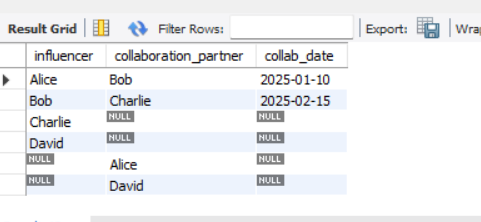 Result Grid Filter Rows: Export: Wrap
influencer collaboration_partner collab_date
Alice Bob 2025-01-10
Bob Charlie 2025-02-15
Charlie NULL NULL
David NULL NULL
NULL Alice NULL
NULL David NULL